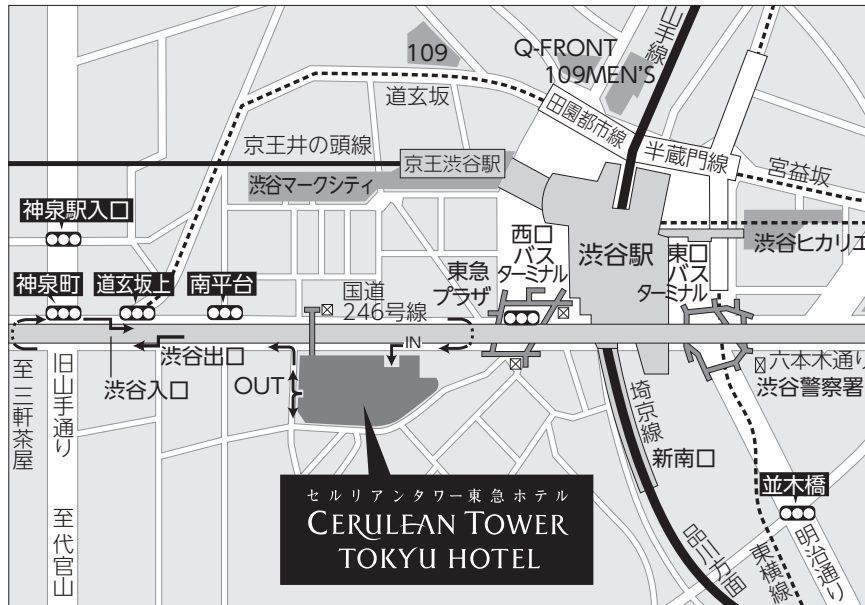 109
Q-FRONT
109MEN'S
山手線
道玄坂
田園都市線
半蔵門線
宮益坂
京王井の頭線
京王渋谷駅
渋谷マークシティ
神泉駅入口
西口
バス
ターミナル
渋谷駅
東口
バス
ターミナル
渋谷ヒカリエ
神泉町
道玄坂上
南平台
国道
246号線
東急
プラザ
IN
渋谷出口
OUT
渋谷入口
六本木通り
渋谷警察署
至三軒茶屋
旧山手通り
至代官山
埼京線
新南口
並木橋
品川方面
東横線
明治通り
セルリアンタワー東急ホテル
CERULEAN TOWER
TOKYU HOTEL